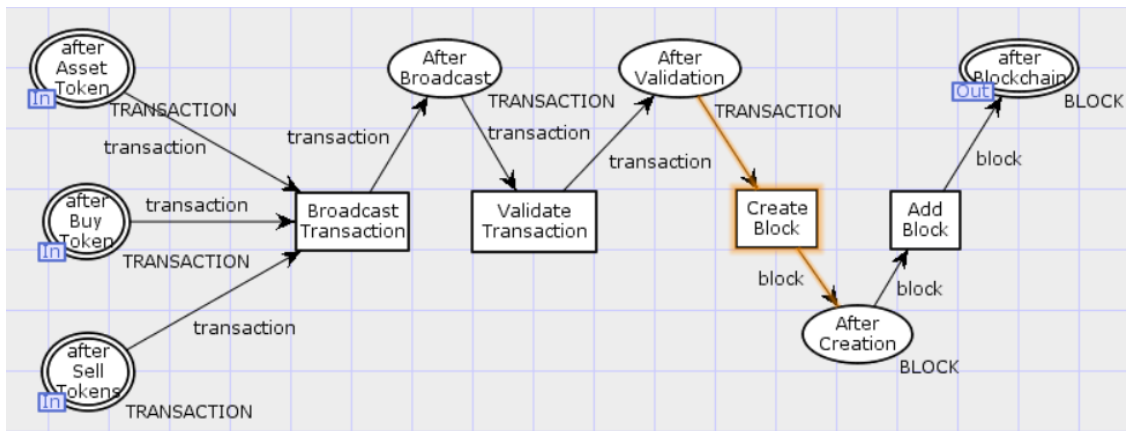 after
Asset
Token
In
TRANSACTION
transaction
after
Buy
Token
In
TRANSACTION
transaction
after
Sell
Tokens
In
TRANSACTION
transaction
Broadcast
Transaction
transaction
After
Broadcast
TRANSACTION
transaction
Validate
Transaction
transaction
After
Validation
TRANSACTION
Create
Block
block
After
Creation
BLOCK
block
Add
Block
block
after
Blockchain
Out
BLOCK